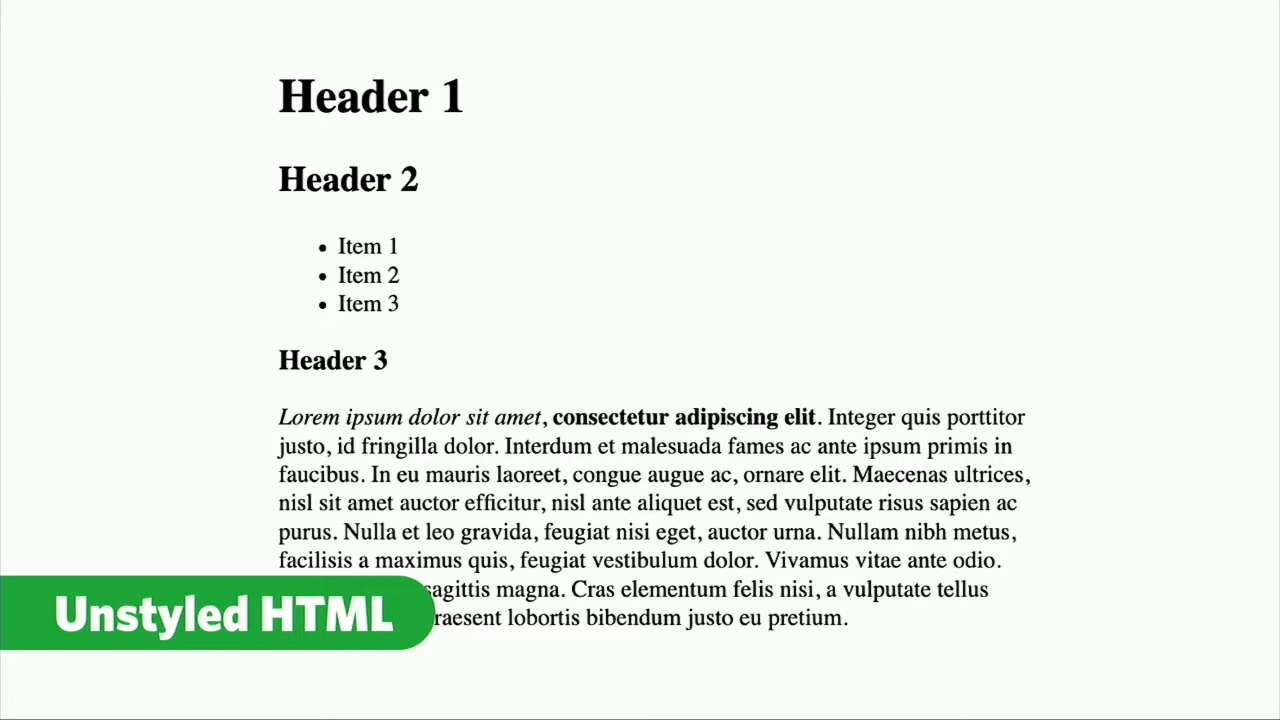 Header 1
Header 2
• Item 1
• Item 2
• Item 3
Header 3
Lorem ipsum dolor sit amet, consectetur adipiscing elit. Integer quis porttitor
justo, id fringilla dolor. Interdum et malesuada fames ac ante ipsum primis in
faucibus. In eu mauris laoreet, congue augue ac, ornare elit. Maecenas ultrices,
nisl sit amet auctor efficitur, nisl ante aliquet est, sed vulputate risus sapien ac
purus. Nulla et leo gravida, feugiat nisi eget, auctor urna. Nullam nibh metus,
facilisis a maximus quis, feugiat vestibulum dolor. Vivamus vitae ante odio.
sagittis magna. Cras elementum felis nisi, a vulputate tellus
raesent lobortis bibendum justo eu pretium.
Unstyled HTML